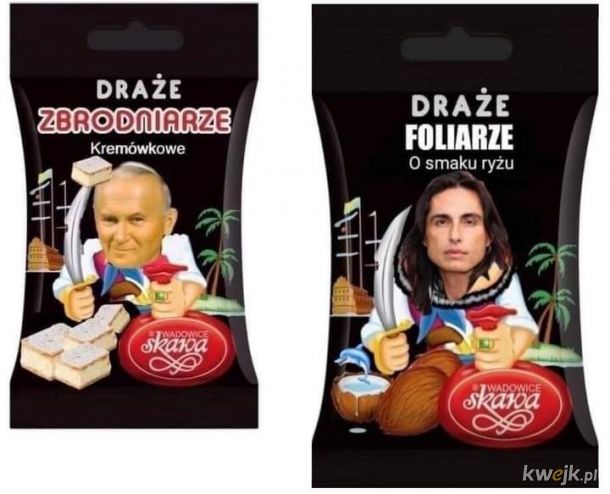 DRAŻE
ZBRODNIARZE
Kremówkowe
® WADOWICE
skawa
DRAŻE
FOLIARZE
O smaku ryżu
® WADOWICE
skawa
kwejk.pl